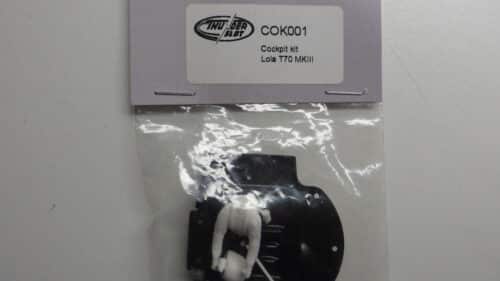 THUNDER
SLOT
COK001
Cockpit kit
Lola T70 MKIII